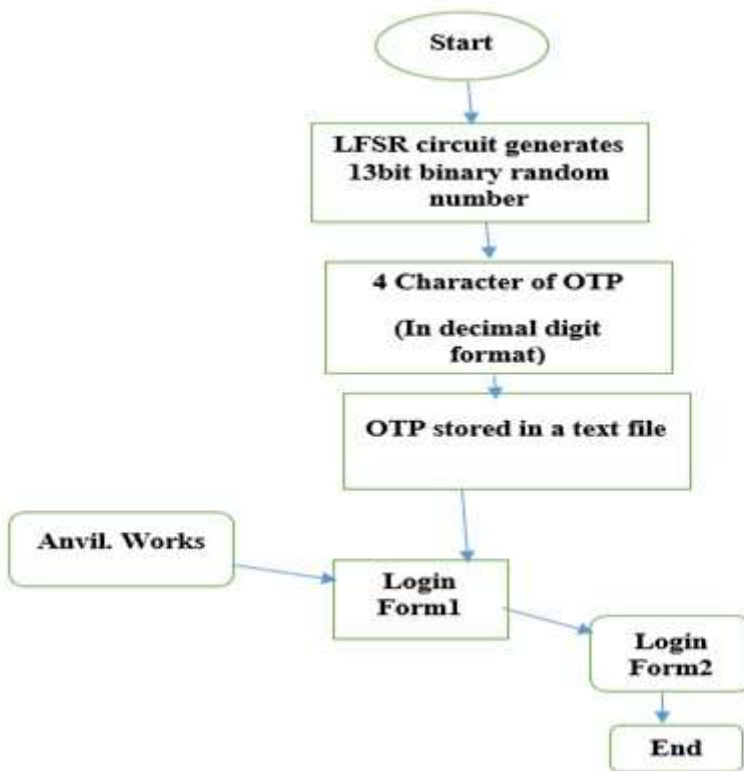 Start
LFSR circuit generates
13bit binary random
number
4 Character of OTP
(In decimal digit
format)
OTP stored in a text file
Anvil. Works
Login
Form1
Login
Form2
End